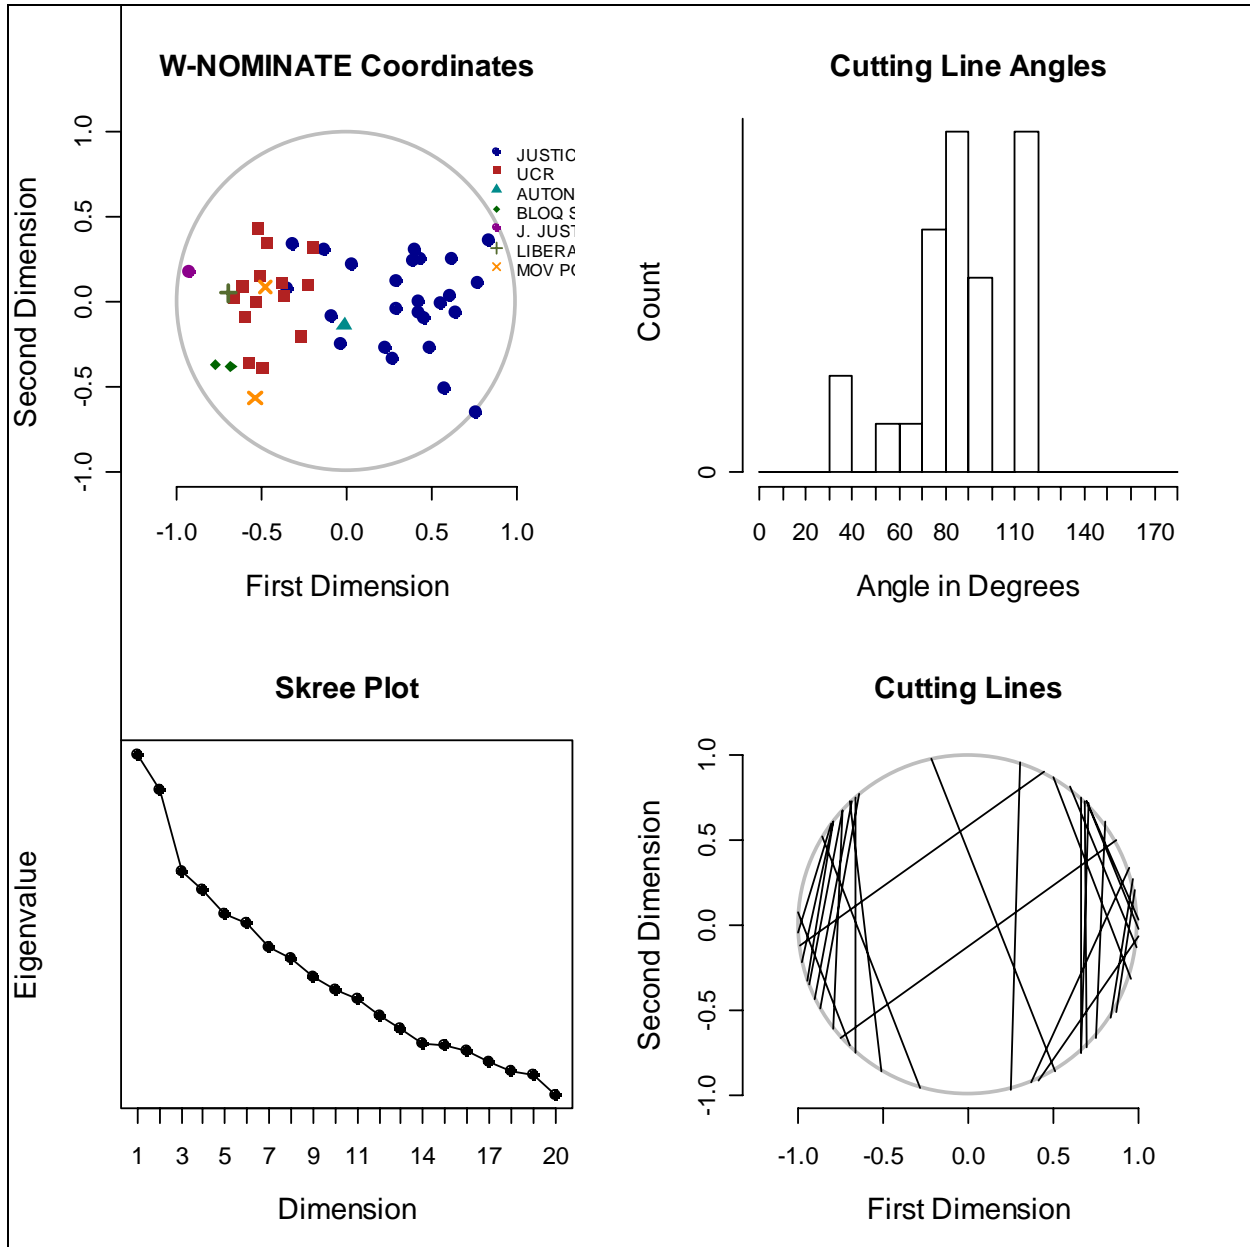 W-NOMINATE Coordinates
Second Dimension
1.0
0.5
0.0
-0.5
-1.0
JUSTIC
UCR
AUTON
BLOQ S
J. JUST
LIBERA
MOV PO
-1.0 -0.5 0.0 0.5 1.0
First Dimension
Cutting Line Angles
Count
0
0 20 40 60 80 110 140 170
Angle in Degrees
Skree Plot
Eigenvalue
1 3 5 7 9 11 14 17 20
Dimension
Cutting Lines
Second Dimension
1.0
0.5
0.0
-0.5
-1.0
-1.0 -0.5 0.0 0.5 1.0
First Dimension